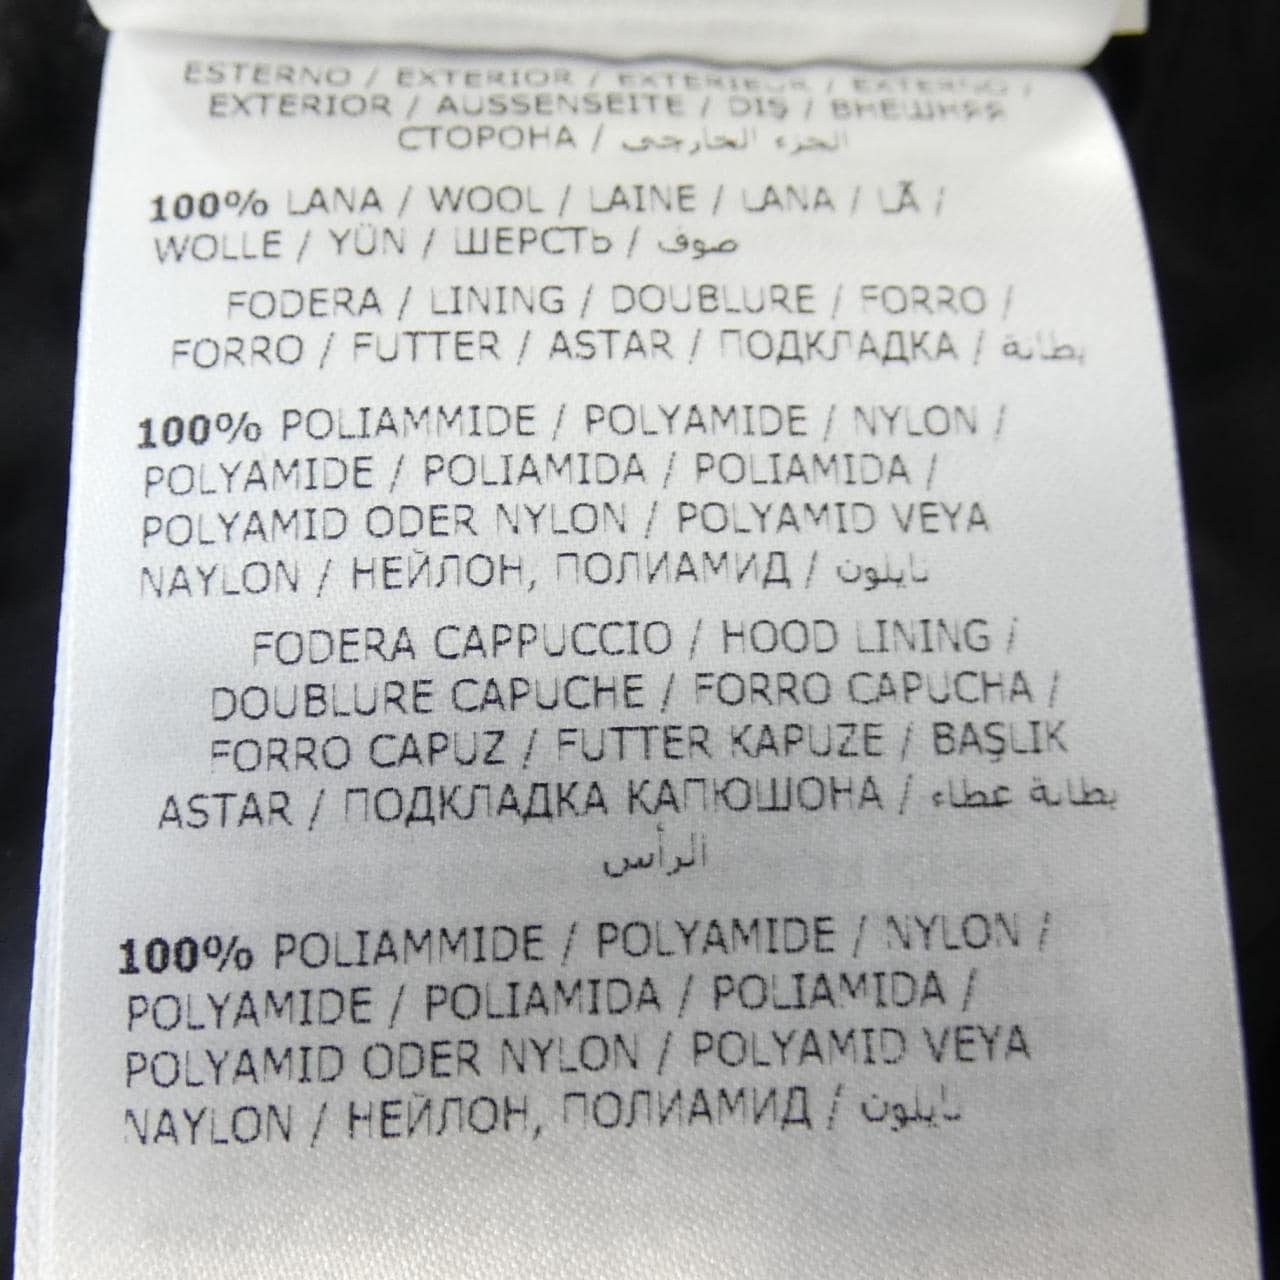 ESTERNO / EXTERIOR / EXTERIEUR / EXTERNO /
EXTERIOR / AUSSENSEITE / DIŞ / ВНЕШНЯЯ
СТОРОНА / الجزء الخارجي
100% LANA / WOOL / LAINE / LANA / LÃ /
WOLLE / YÜN / ШЕРСТЬ / صوف
FODERA / LINING / DOUBLURE / FORRO /
FORRO / FUTTER / ASTAR / ПОДКЛАДКА / بطانة
100% POLIAMMIDE / POLYAMIDE / NYLON /
POLYAMIDE / POLIAMIDA / POLIAMIDA /
POLYAMID ODER NYLON / POLYAMID VEYA
NAYLON / НЕЙЛОН, ПОЛИАМИД / نايلون
FODERA CAPPUCCIO / HOOD LINING /
DOUBLURE CAPUCHE / FORRO CAPUCHA /
FORRO CAPUZ / FUTTER KAPUZE / BAŞLIK
ASTAR / ПОДКЛАДКА КАПЮШОНА / بطانة غطاء
الرأس
100% POLIAMMIDE / POLYAMIDE / NYLON /
POLYAMIDE / POLIAMIDA / POLIAMIDA /
POLYAMID ODER NYLON / POLYAMID VEYA
NAYLON / НЕЙЛОН, ПОЛИАМИД / نايلون